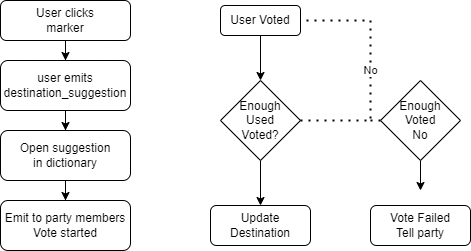 User clicks
marker
user emits
destination_suggestion
Open suggestion
in dictionary
Emit to party members
Vote started
User Voted
No
Enough
Used
Voted?
Enough
Voted
No
Update
Destination
Vote Failed
Tell party